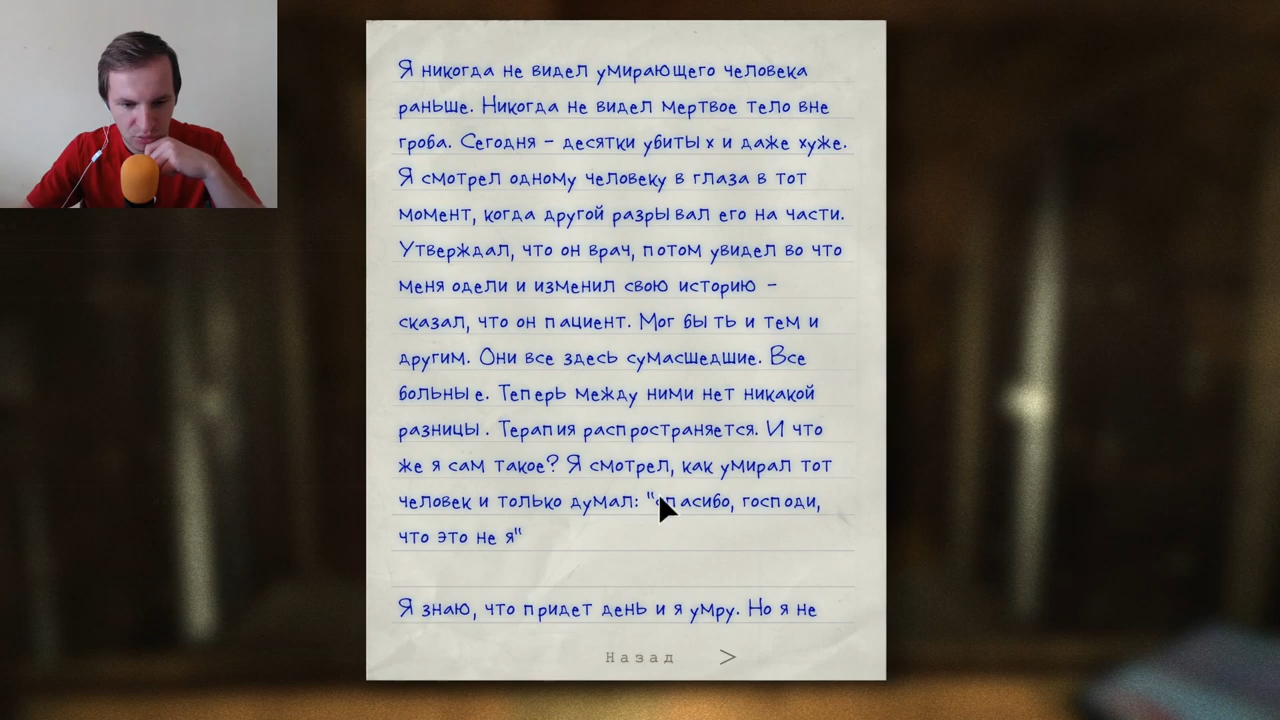 Я никогда не видел умирающего человека
раньше. Никогда не видел мертвое тело вне
гроба. Сегодня - десятки убитых и даже хуже.
Я смотрел одному человеку в глаза в тот
момент, когда другой разрывал его на части.
Утверждал, что он врач, потом увидел во что
меня одели и изменил свою историю -
сказал, что он пациент. Мог быть и тем и
другим. Они все здесь сумасшедшие. Все
больные. Теперь между ними нет никакой
разницы. Терапия распространяется. И что
же я сам такое? Я смотрел, как умирал тот
человек и только думал: "спасибо, господи,
что это не я"
Я знаю, что придет день и я умру. Но я не
Назад >